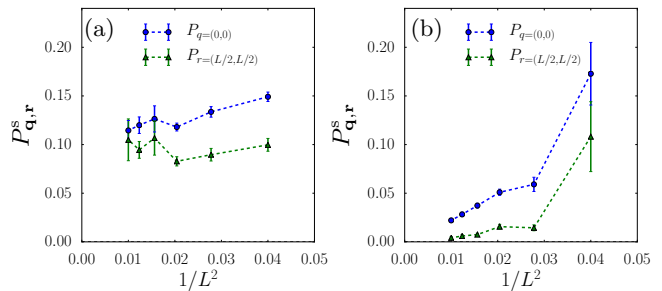 (a)
P_{q=(0,0)}
P_{r=(L/2,L/2)}
P^s_{q,r}
0.20
0.15
0.10
0.05
0.00
0.00 0.01 0.02 0.03 0.04 0.05
1/L^2
(b)
P_{q=(0,0)}
P_{r=(L/2,L/2)}
P^s_{q,r}
0.20
0.15
0.10
0.05
0.00
0.00 0.01 0.02 0.03 0.04 0.05
1/L^2